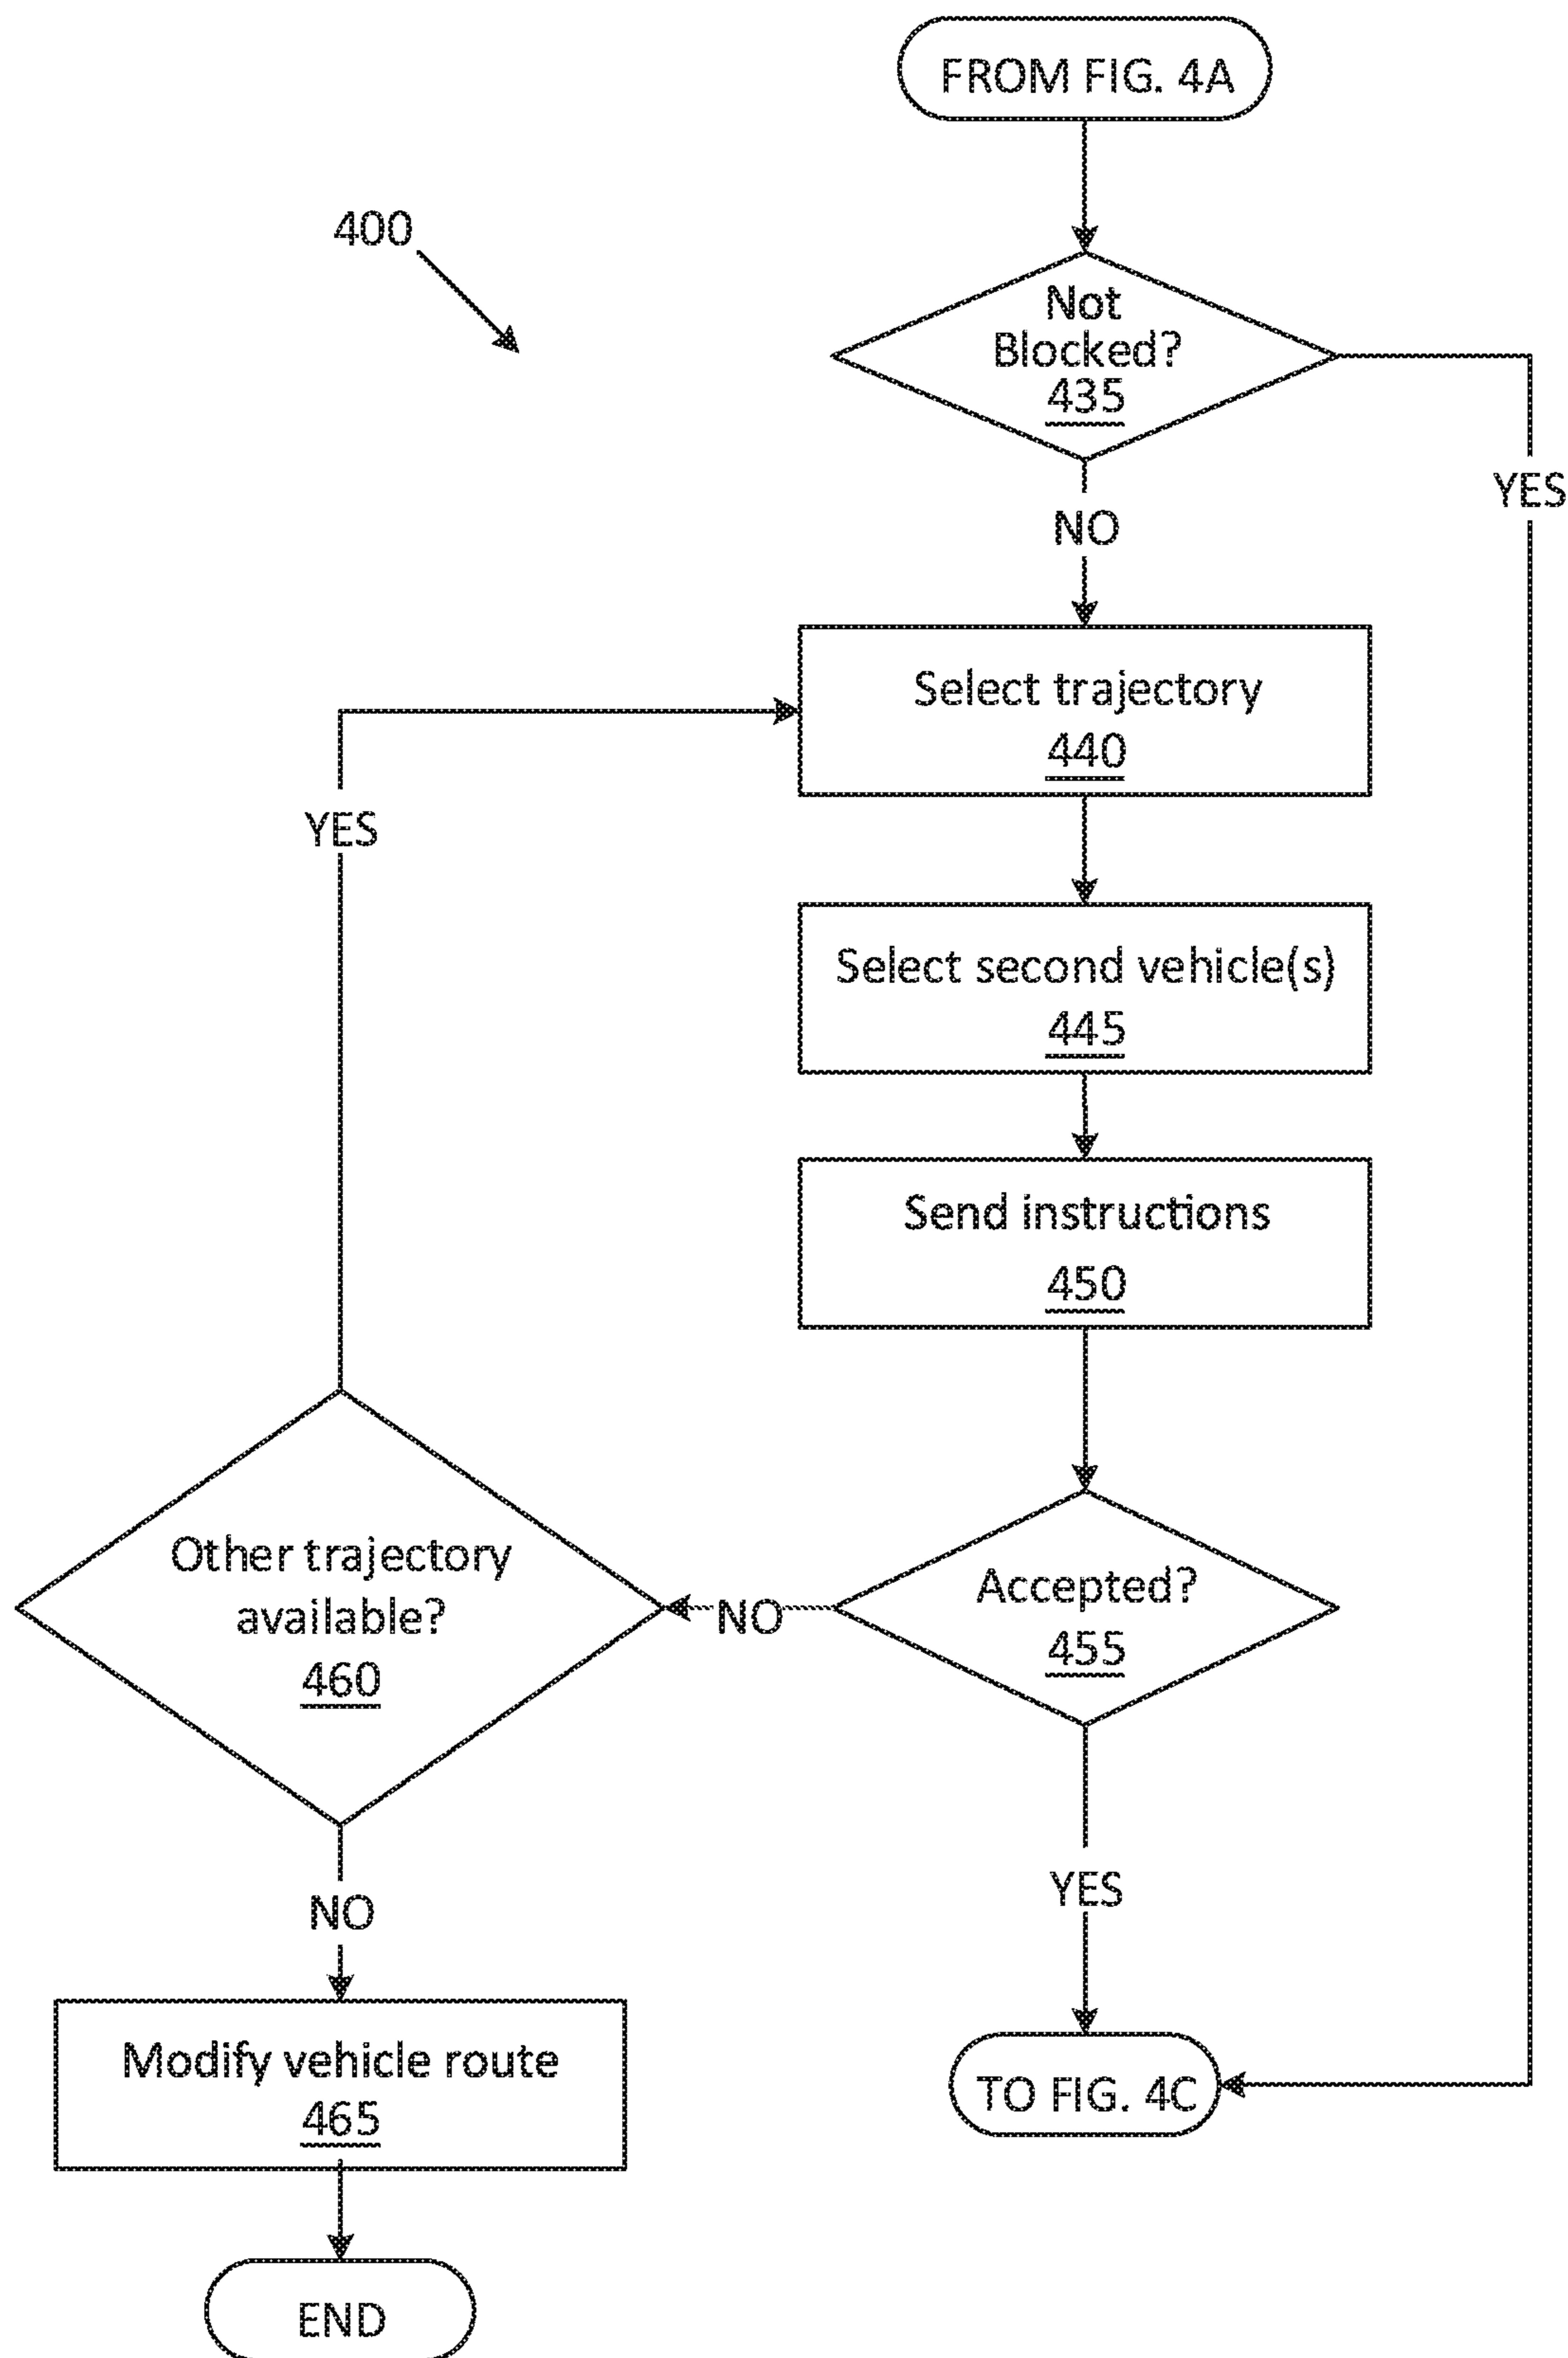 FROM FIG. 4A
400
Not
Blocked?
435
YES
NO
Select trajectory
440
YES
Select second vehicle(s)
445
Send instructions
450
Other trajectory
available?
460
NO
Accepted?
455
YES
NO
Modify vehicle route
465
TO FIG. 4C
END